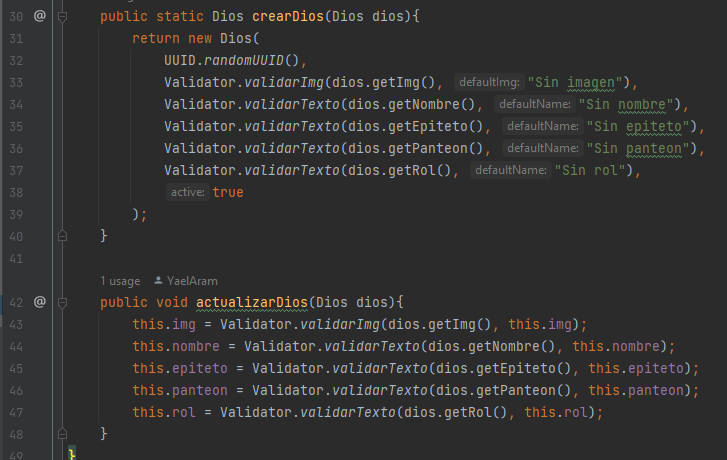 30 @ public static Dios crearDios(Dios dios){
31 return new Dios(
32 UUID.randomUUID(),
33 Validator.validarImg(dios.getImg(), defaultImg: "Sin imagen"),
34 Validator.validarTexto(dios.getNombre(), defaultName: "Sin nombre"),
35 Validator.validarTexto(dios.getEpiteto(), defaultName: "Sin epiteto"),
36 Validator.validarTexto(dios.getPanteon(), defaultName: "Sin panteon"),
37 Validator.validarTexto(dios.getRol(), defaultName: "Sin rol"),
38 active: true
39 );
40 }
41
1 usage YaelAram
42 @ public void actualizarDios(Dios dios){
43 this.img = Validator.validarImg(dios.getImg(), this.img);
44 this.nombre = Validator.validarTexto(dios.getNombre(), this.nombre);
45 this.epiteto = Validator.validarTexto(dios.getEpiteto(), this.epiteto);
46 this.panteon = Validator.validarTexto(dios.getPanteon(), this.panteon);
47 this.rol = Validator.validarTexto(dios.getRol(), this.rol);
48 }
49 }